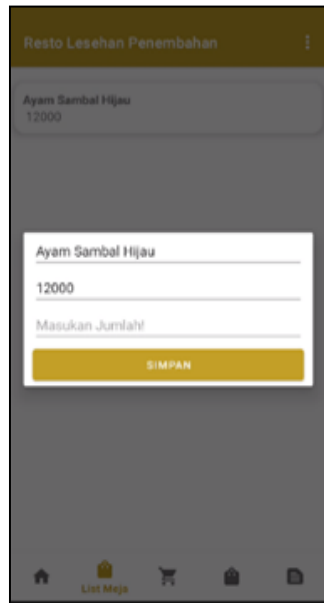 Resto Lesehan Penembahan
Ayam Sambal Hijau
12000
Ayam Sambal Hijau
12000
Masukan Jumlah!
SIMPAN
List Meja